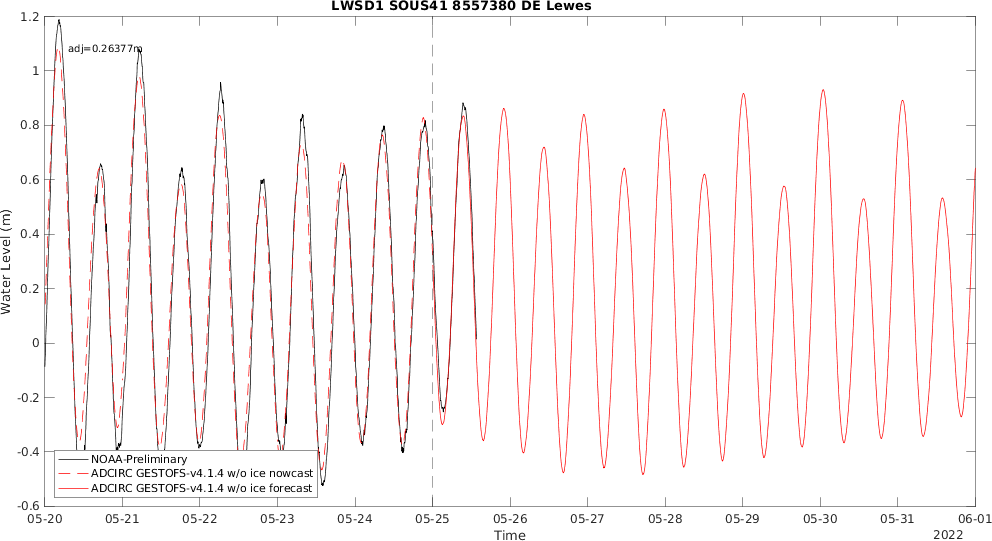 LWSD1 SOUS41 8557380 DE Lewes
adj=0.26377m
1.2
1
0.8
0.6
0.4
0.2
0
-0.2
-0.4
-0.6
Water Level (m)
NOAA-Preliminary
ADCIRC GESTOFS-v4.1.4 w/o ice nowcast
ADCIRC GESTOFS-v4.1.4 w/o ice forecast
05-20 05-21 05-22 05-23 05-24 05-25 05-26 05-27 05-28 05-29 05-30 05-31 06-01
Time
2022